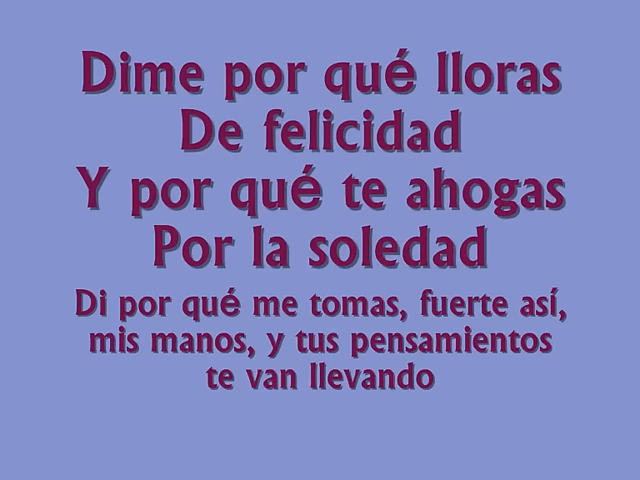 Dime por qué lloras
De felicidad
Y por qué te ahogas
Por la soledad
Di por qué me tomas, fuerte así,
mis manos, y tus pensamientos
te van llevando